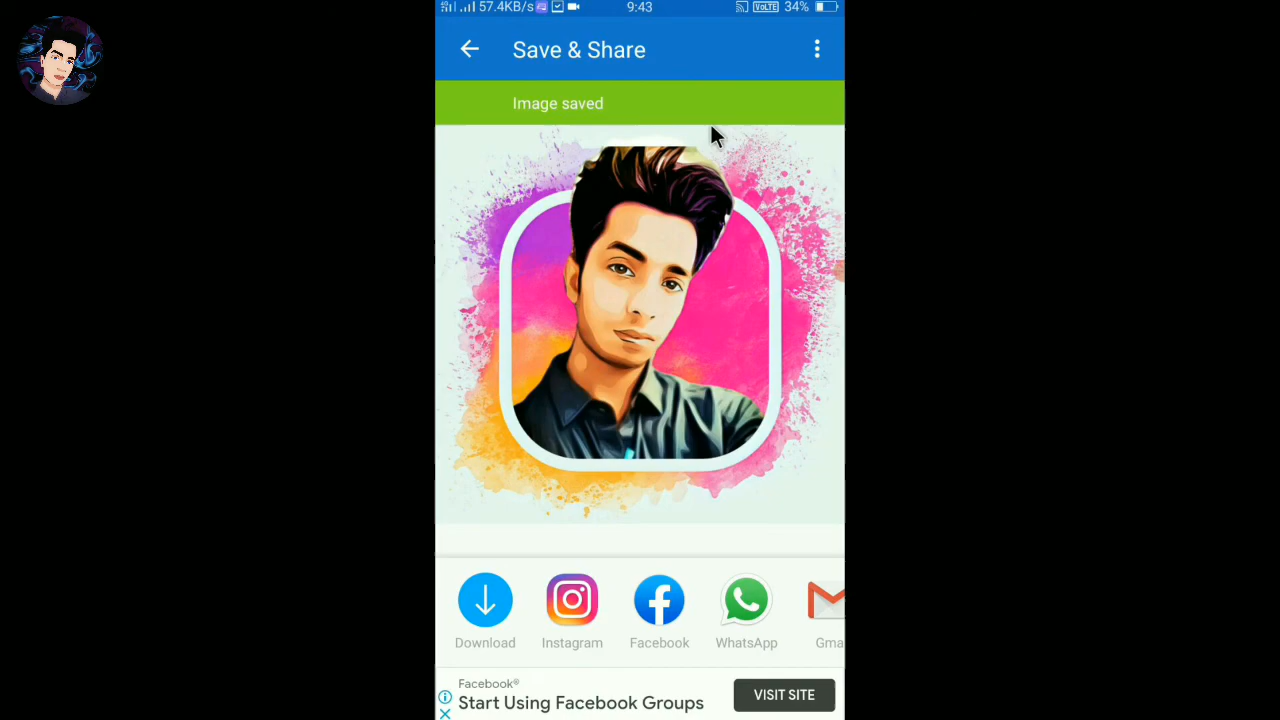 57.4KB/s 9:43 VoLTE 34%
Save & Share
Image saved
Download Instagram Facebook WhatsApp Gma
Facebook®
Start Using Facebook Groups
VISIT SITE